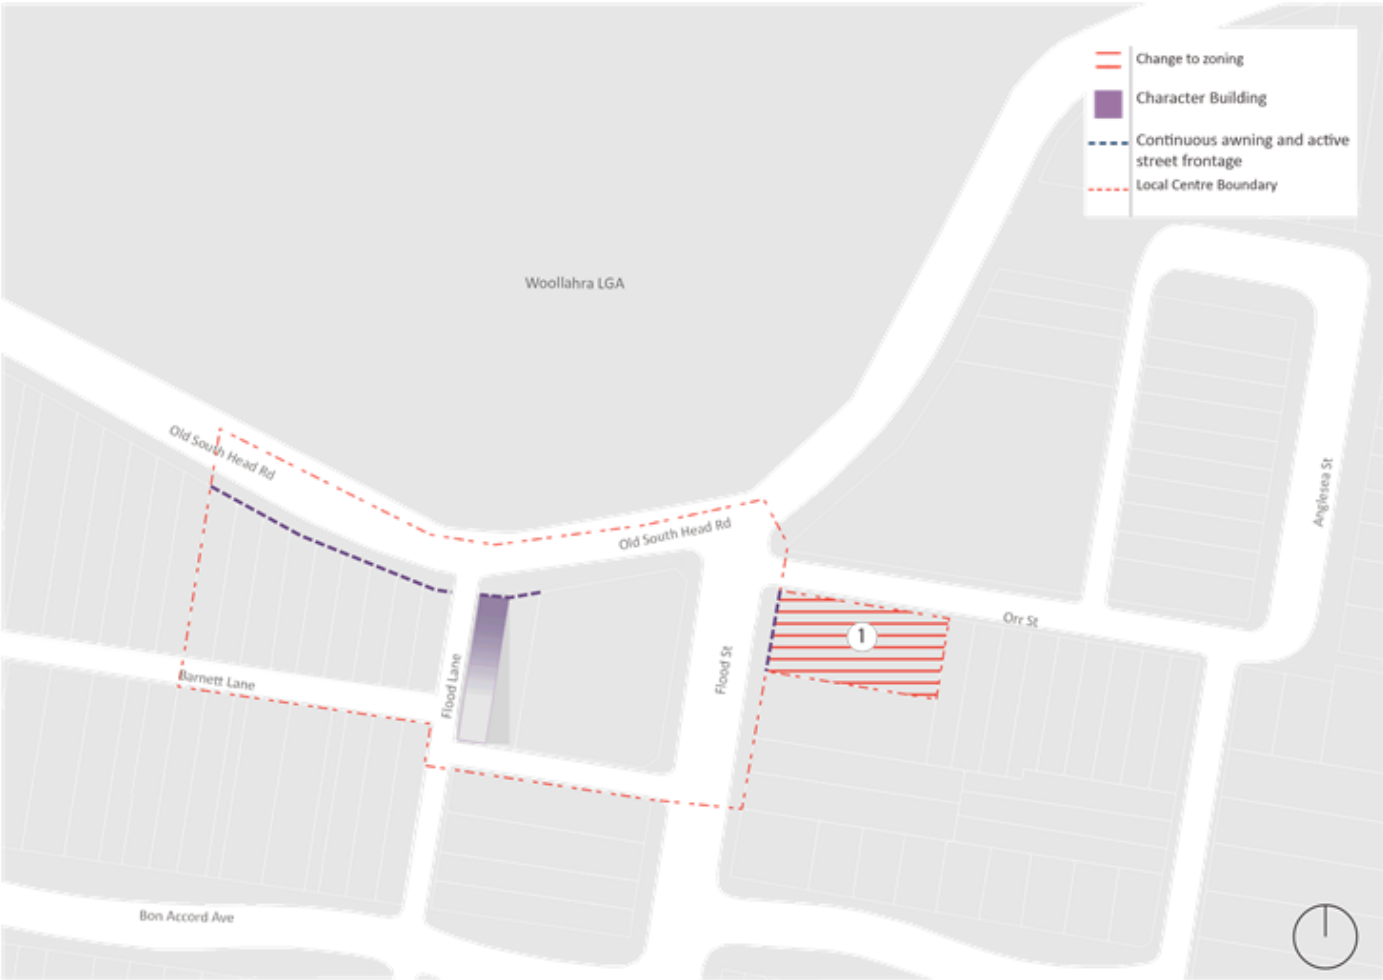 Change to zoning
Character Building
Continuous awning and active
street frontage
Local Centre Boundary
Woollahra LGA
Old South Head Rd
Old South Head Rd
Anglesea St
Orr St
1
Flood St
Flood Lane
Barnett Lane
Bon Accord Ave